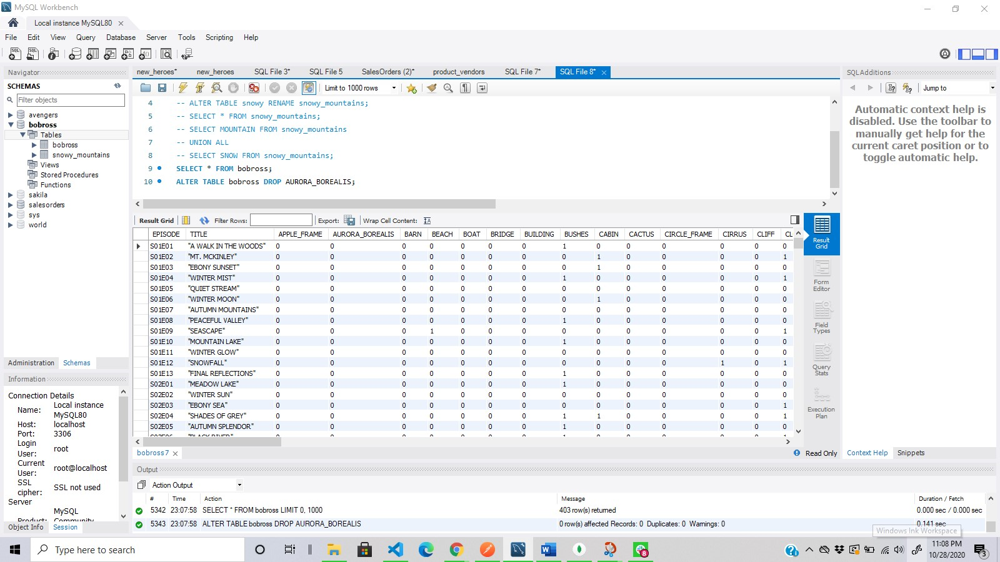 MySQL Workbench
Local instance MySQL80
File Edit View Query Database Server Tools Scripting Help
Navigator
SCHEMAS
Filter objects
avengers
bobross
Tables
bobross
snowy_mountains
Views
Stored Procedures
Functions
sakila
salesorders
sys
world
Administration Schemas
Information
Connection Details
Name: Local instance MySQL80
Host: localhost
Port: 3306
Login User: root
Current User: root@localhost
SSL cipher: SSL not used
Server
MySQL
Product: Community
Object Info Session
new_heroes* new_heroes SQL File 3* SQL File 5 SalesOrders (2)* product_vendors SQL File 7* SQL File 8*
Limit to 1000 rows
4 -- ALTER TABLE snowy RENAME snowy_mountains;
5 -- SELECT * FROM snowy_mountains;
6 -- SELECT MOUNTAIN FROM snowy_mountains
7 -- UNION ALL
8 -- SELECT SNOW FROM snowy_mountains;
9 SELECT * FROM bobross;
10 ALTER TABLE bobross DROP AURORA_BOREALIS;
Result Grid Filter Rows: Export: Wrap Cell Content: IA
EPISODE TITLE APPLE_FRAME AURORA_BOREALIS BARN BEACH BOAT BRIDGE BUILDING BUSHES CABIN CACTUS CIRCLE_FRAME CIRRUS CLIFF CL
S01E01 "A WALK IN THE WOODS" 0 0 0 0 0 0 0 1 0 0 0 0 0 0
S01E02 "MT. MCKINLEY" 0 0 0 0 0 0 0 0 1 0 0 0 0 1
S01E03 "EBONY SUNSET" 0 0 0 0 0 0 0 0 1 0 0 0 0 0
S01E04 "WINTER MIST" 0 0 0 0 0 0 0 1 0 0 0 0 0 1
S01E05 "QUIET STREAM" 0 0 0 0 0 0 0 0 0 0 0 0 0 0
S01E06 "WINTER MOON" 0 0 0 0 0 0 0 0 1 0 0 0 0 0
S01E07 "AUTUMN MOUNTAINS" 0 0 0 0 0 0 0 0 0 0 0 0 0 0
S01E08 "PEACEFUL VALLEY" 0 0 0 0 0 0 0 1 0 0 0 0 0 0
S01E09 "SEASCAPE" 0 0 0 1 0 0 0 0 0 0 0 0 0 1
S01E10 "MOUNTAIN LAKE" 0 0 0 0 0 0 0 1 0 0 0 0 0 0
S01E11 "WINTER GLOW" 0 0 0 0 0 0 0 0 0 0 0 0 0 0
S01E12 "SNOWFALL" 0 0 0 0 0 0 0 0 0 0 0 1 0 1
S01E13 "FINAL REFLECTIONS" 0 0 0 0 0 0 0 1 0 0 0 0 0 0
S02E01 "MEADOW LAKE" 0 0 0 0 0 0 0 1 0 0 0 0 0 0
S02E02 "WINTER SUN" 0 0 0 0 0 0 0 0 0 0 0 0 0 0
S02E03 "EBONY SEA" 0 0 0 0 0 0 0 0 0 0 0 0 0 1
S02E04 "SHADES OF GREY" 0 0 0 0 0 0 0 1 1 0 0 0 0 1
S02E05 "AUTUMN SPLENDOR" 0 0 0 0 0 0 0 1 0 0 0 0 0 0
S02E06 "BLACK RIVER"
bobross7
Read Only
Result Grid
Form Editor
Field Types
Query Stats
Execution Plan
SQLAdditions
Jump to
Automatic context help is
disabled. Use the toolbar to
manually get help for the
current caret position or to
toggle automatic help.
Context Help Snippets
Output
Action Output
# Time Action Message Duration / Fetch
5342 23:07:58 SELECT * FROM bobross LIMIT 0, 1000 403 row(s) returned 0.000 sec / 0.000 sec
5343 23:07:58 ALTER TABLE bobross DROP AURORA_BOREALIS 0 row(s) affected Records: 0 Duplicates: 0 Warnings: 0 0.141 sec
Windows Ink Workspace
Type here to search
8
11:08 PM
10/28/2020
3